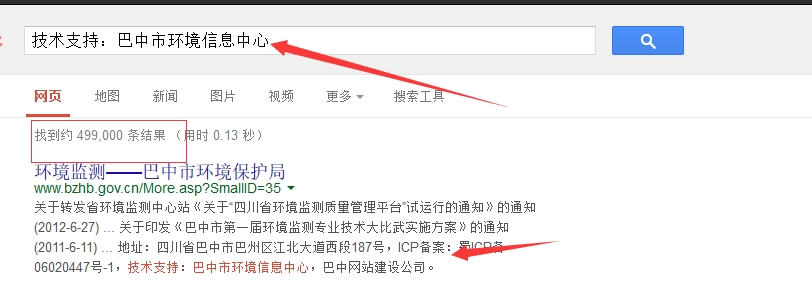 技术支持：巴中市环境信息中心
网页 地图 新闻 图片 视频 更多 搜索工具
找到约 499,000 条结果 （用时 0.13 秒）
环境监测——巴中市环境保护局
www.bzhb.gov.cn/More.asp?SmallID=35
关于转发省环境监测中心站《关于“四川省环境监测质量管理平台”试运行的通知》的通知
(2012-6-27) ... 关于印发《巴中市第一届环境监测专业技术大比武实施方案》的通知
(2011-6-11) ... 地址：四川省巴中市巴州区江北大道西段187号，ICP备案：蜀ICP备
06020447号-1，技术支持：巴中市环境信息中心，巴中网站建设公司。